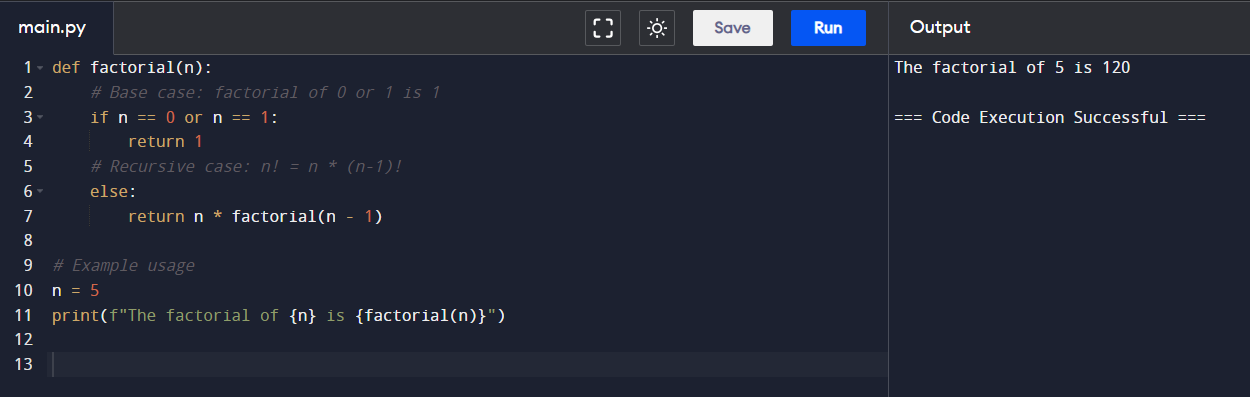 main.py
Save
Run
Output
1 def factorial(n):
2     # Base case: factorial of 0 or 1 is 1
3     if n == 0 or n == 1:
4         return 1
5     # Recursive case: n! = n * (n-1)!
6     else:
7         return n * factorial(n - 1)
8
9 # Example usage
10 n = 5
11 print(f"The factorial of {n} is {factorial(n)}")
12
13
The factorial of 5 is 120
=== Code Execution Successful ===